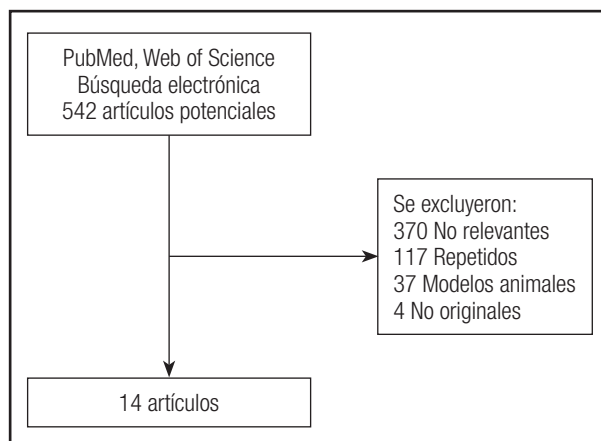 PubMed, Web of Science
Búsqueda electrónica
542 artículos potenciales
Se excluyeron:
370 No relevantes
117 Repetidos
37 Modelos animales
4 No originales
14 artículos